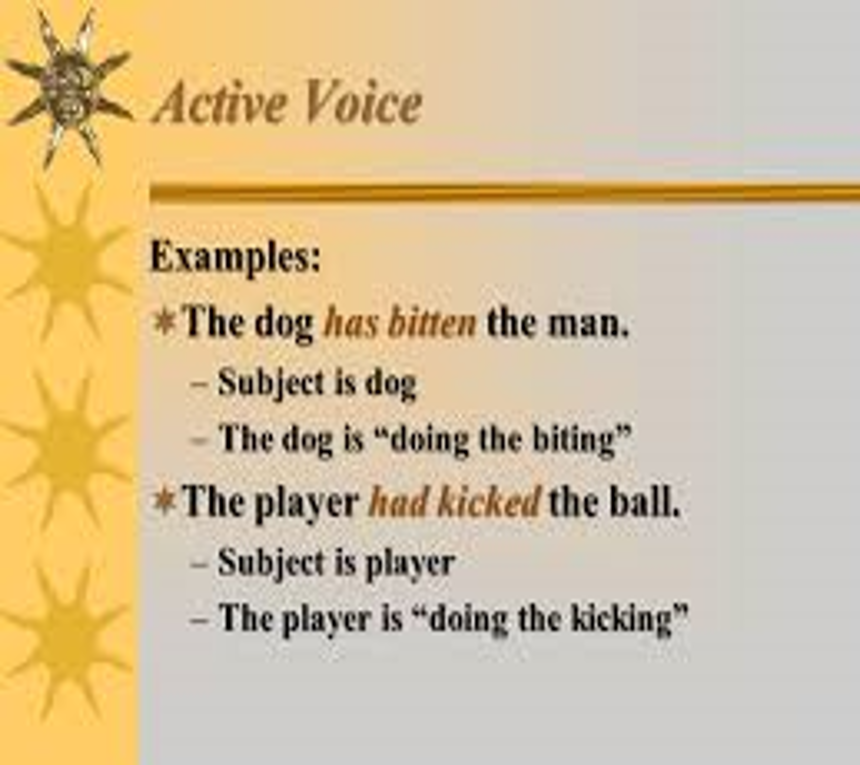 Active Voice
Examples:
The dog has bitten the man.
– Subject is dog
– The dog is “doing the biting”
The player had kicked the ball.
– Subject is player
– The player is “doing the kicking”